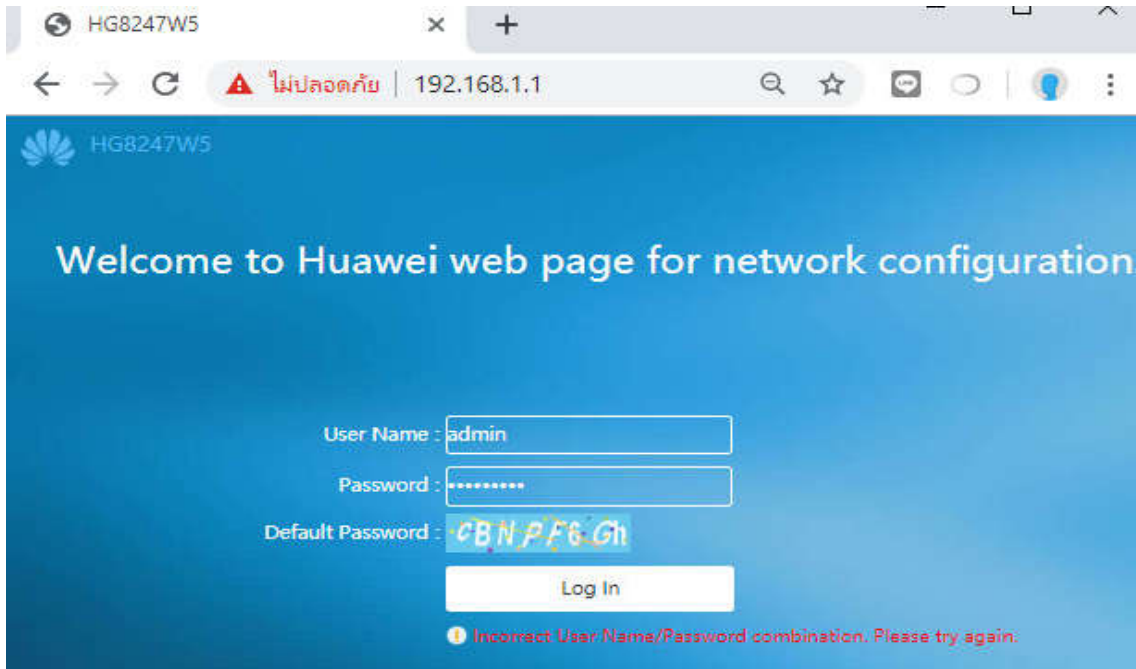 HG8247W5
ไม่ปลอดภัย 192.168.1.1
HG8247W5
Welcome to Huawei web page for network configuration
User Name : admin
Password : •••••••••
Default Password : cBNPF6Gh
Log In
Incorrect User Name/Password combination. Please try again.